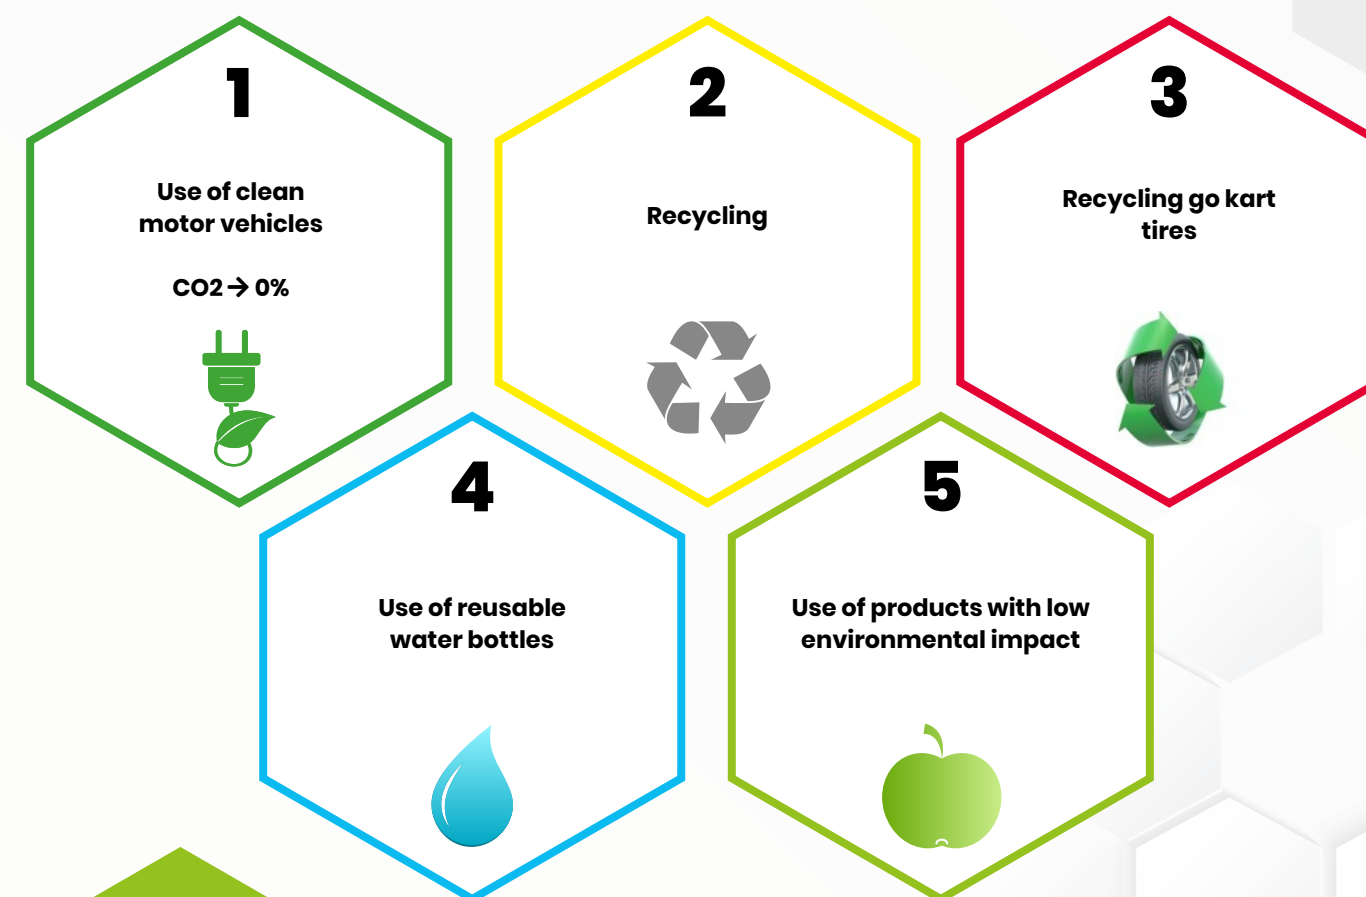 1
Use of clean
motor vehicles
CO2 → 0%
2
Recycling
3
Recycling go kart
tires
4
Use of reusable
water bottles
5
Use of products with low
environmental impact